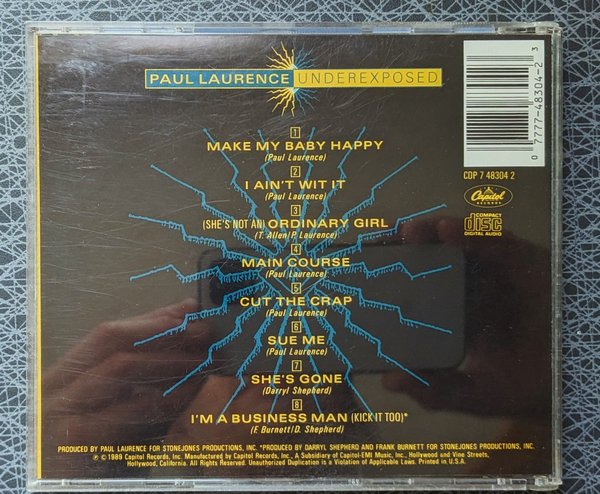 PAUL LAURENCE UNDEREXPOSED
1
MAKE MY BABY HAPPY
(Paul Laurence)
2
I AIN'T WIT IT
(Paul Laurence)
3
(SHE'S NOT AN) ORDINARY GIRL
(T. Allen/P. Laurence)
4
MAIN COURSE
(Paul Laurence)
5
CUT THE CRAP
(Paul Laurence)
6
SUE ME
(Paul Laurence)
7
SHE'S GONE
(Darryl Shepherd)
8
I'M A BUSINESS MAN (KICK IT TOO)*
(F. Burnett/D. Shepherd)
0 7777-48304-2 3
CDP 7 48304 2
Capitol
RECORDS
COMPACT
disc
DIGITAL AUDIO
PRODUCED BY PAUL LAURENCE FOR STONEJONES PRODUCTIONS, INC. *PRODUCED BY DARRYL SHEPHERD AND FRANK BURNETT FOR STONEJONES PRODUCTIONS, INC.
℗ © 1989 Capitol Records, Inc. Manufactured by Capitol Records, Inc., A Subsidiary of Capitol-EMI Music, Inc., Hollywood and Vine Streets,
Hollywood, California. All Rights Reserved. Unauthorized Duplication is a Violation of Applicable Laws. Printed in U.S.A.